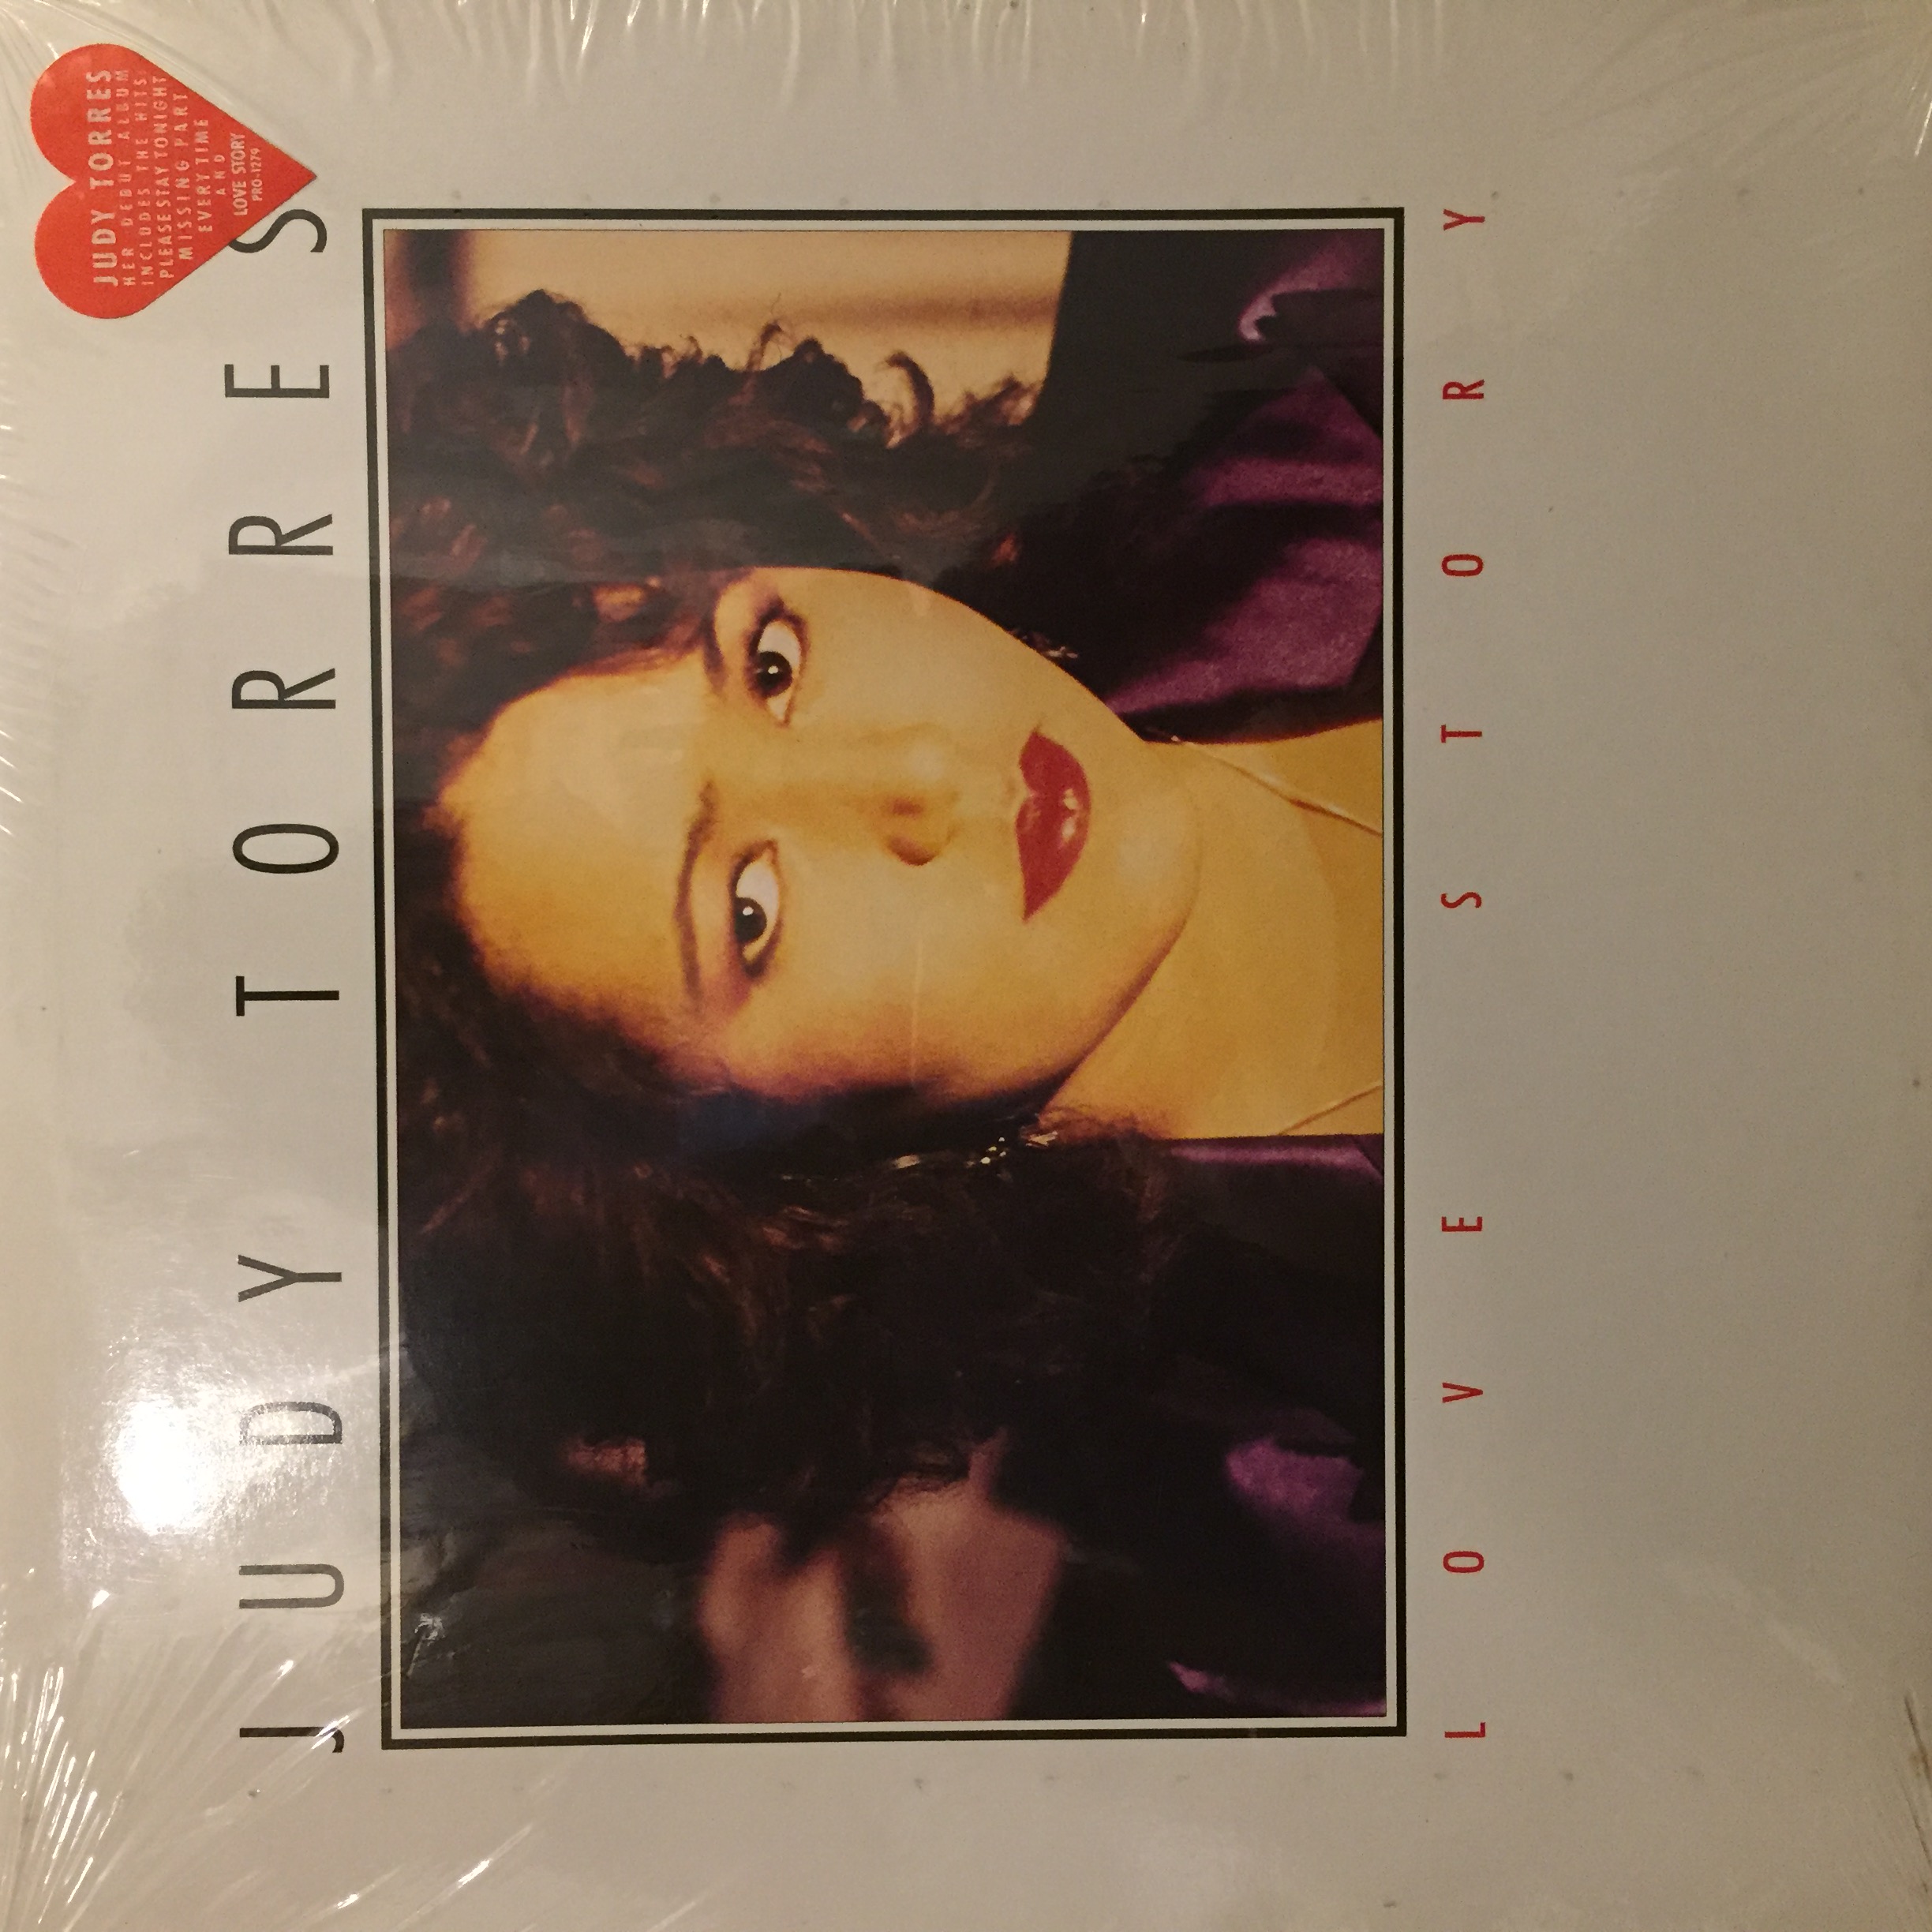 JUDY TORRES
HER DEBUT ALBUM
INCLUDES THE HITS:
PLEASE STAY TONIGHT
MISSING PART
EVERY TIME
AND
LOVE STORY
PRO-1279
JUDY TORRES
LOVE STORY